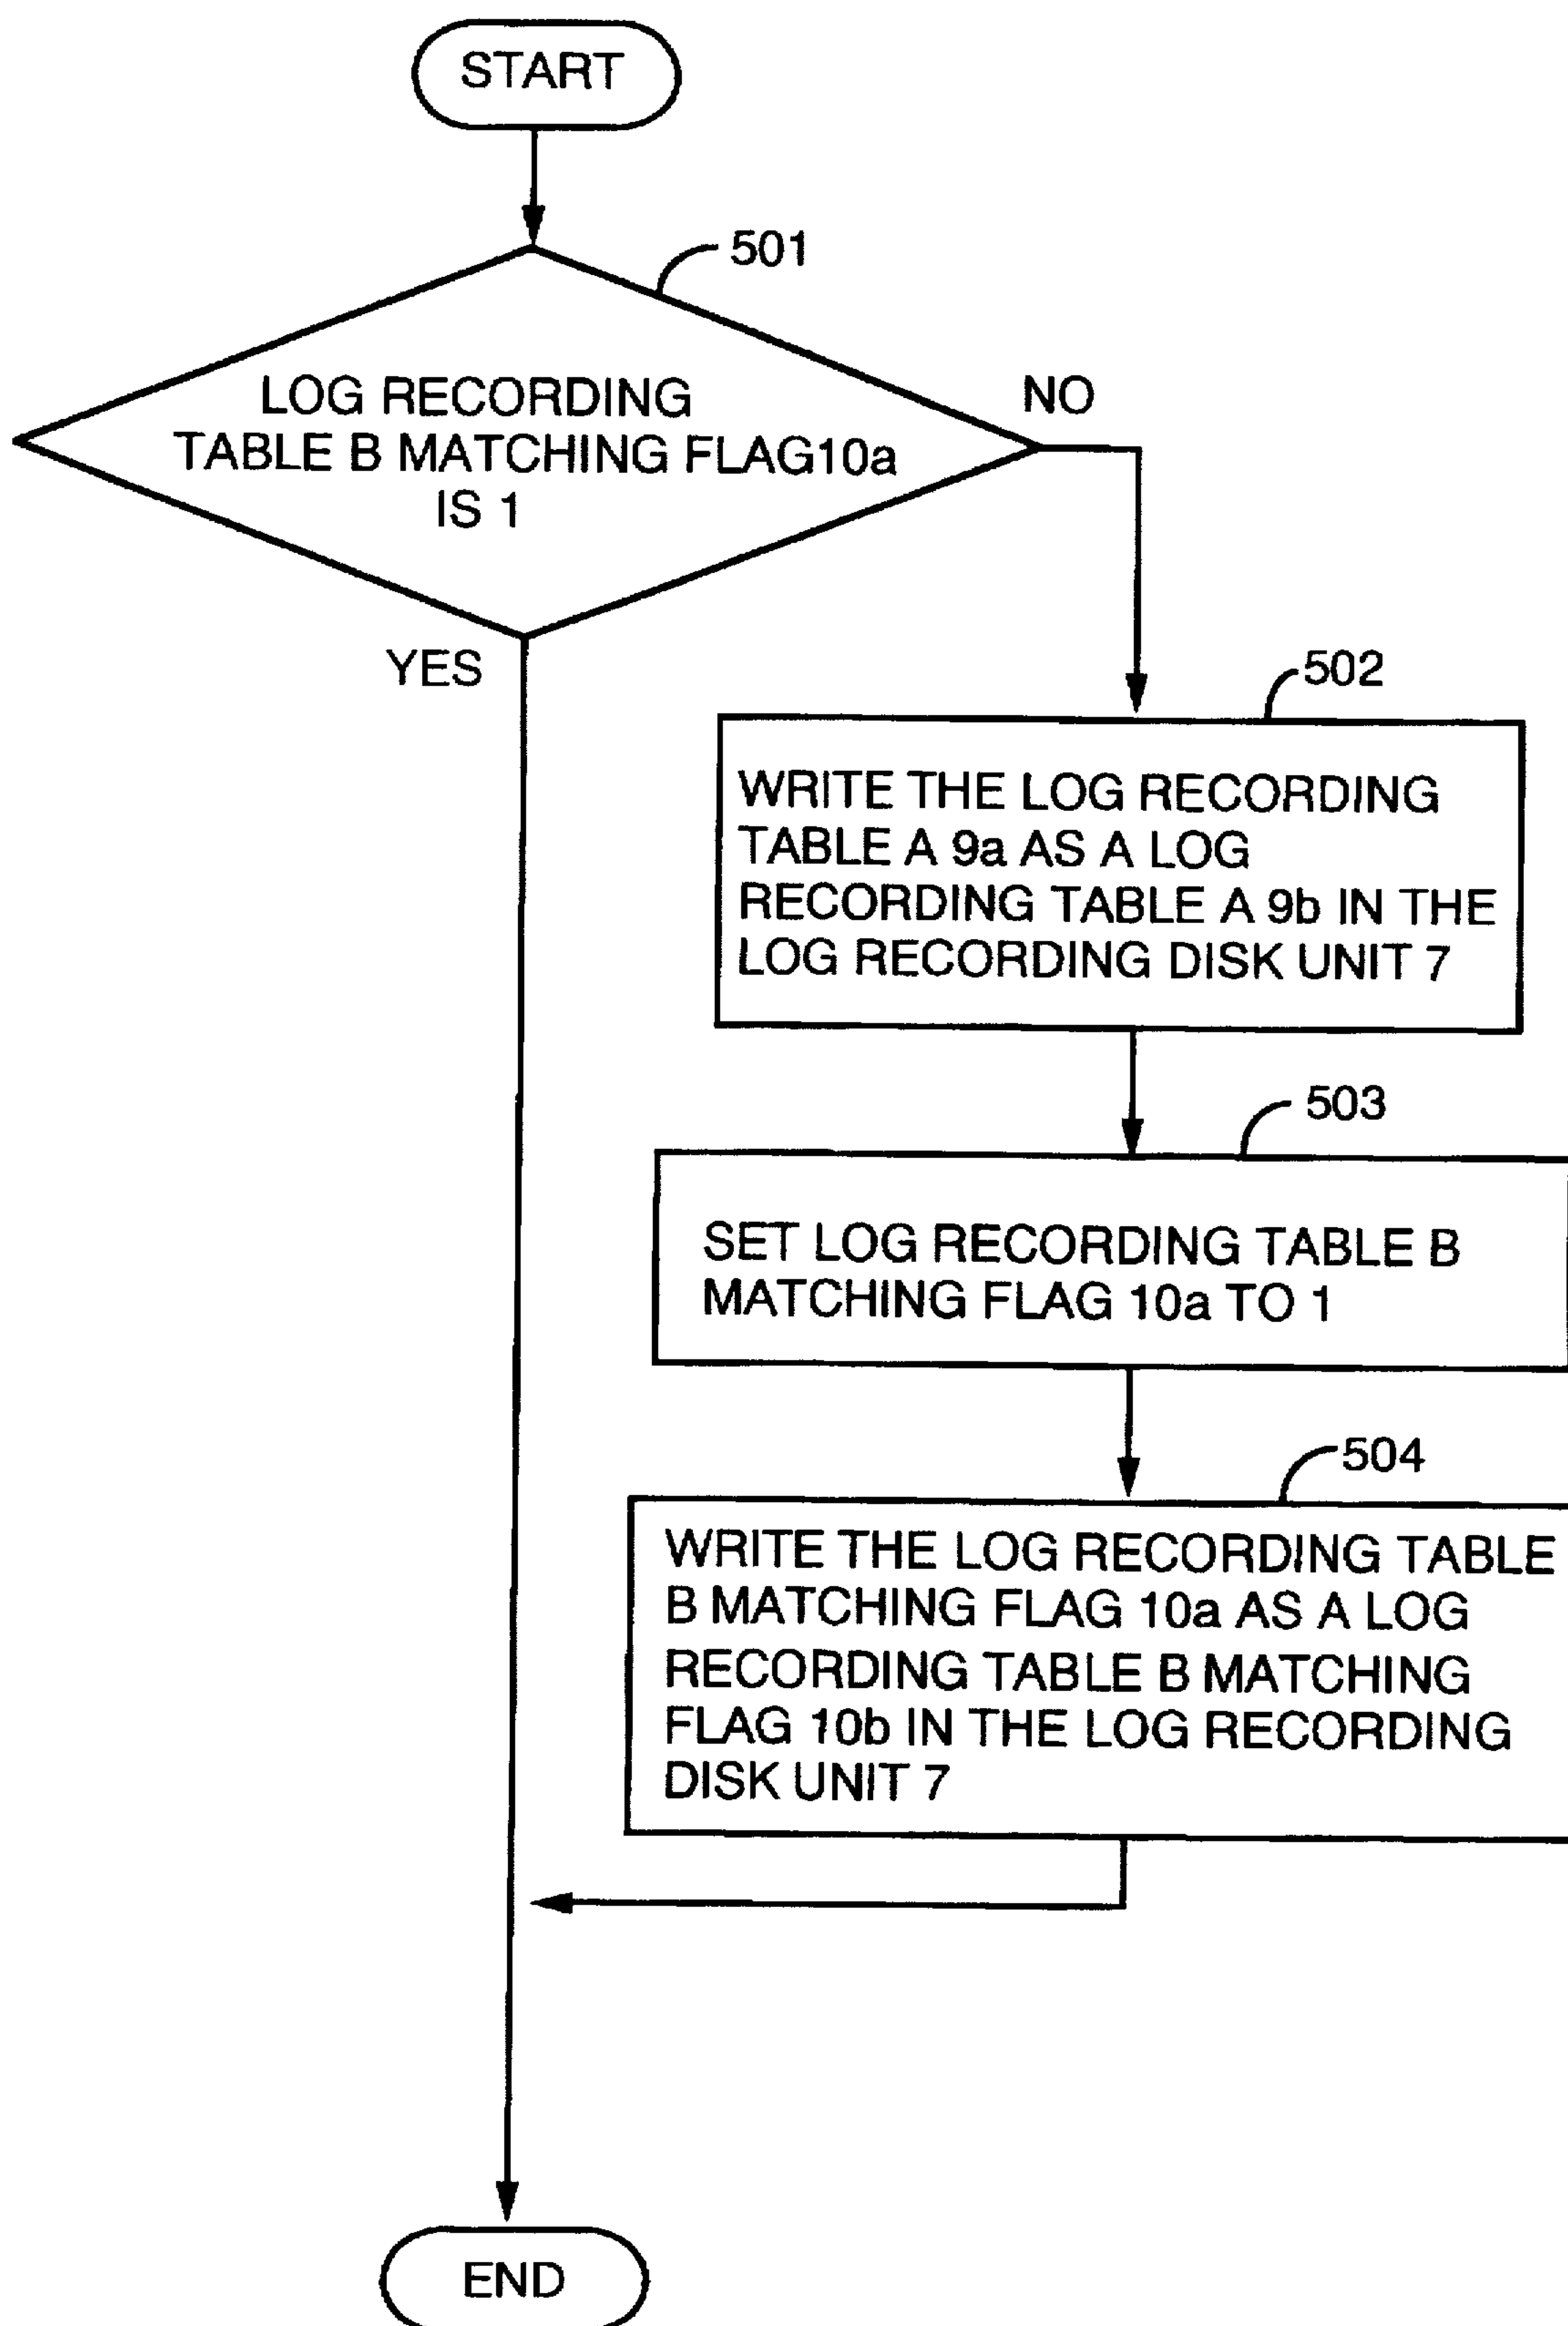 START
501
LOG RECORDING
TABLE B MATCHING FLAG10a
IS 1
NO
YES
502
WRITE THE LOG RECORDING
TABLE A 9a AS A LOG
RECORDING TABLE A 9b IN THE
LOG RECORDING DISK UNIT 7
503
SET LOG RECORDING TABLE B
MATCHING FLAG 10a TO 1
504
WRITE THE LOG RECORDING TABLE
B MATCHING FLAG 10a AS A LOG
RECORDING TABLE B MATCHING
FLAG 10b IN THE LOG RECORDING
DISK UNIT 7
END